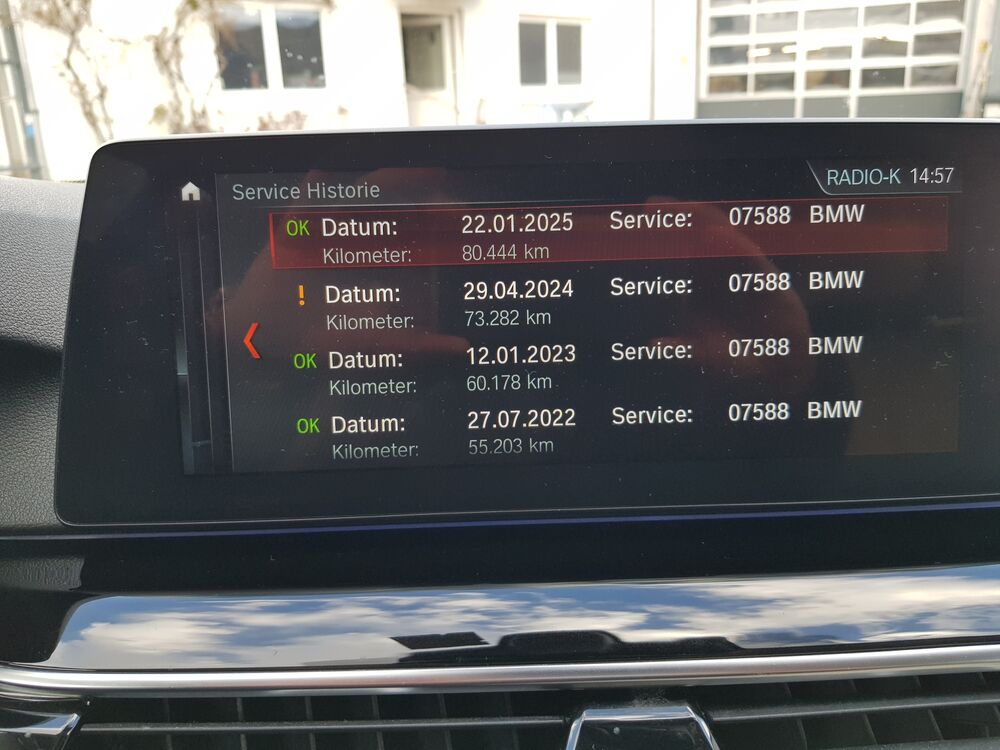 Service Historie RADIO-K 14:57
OK Datum: 22.01.2025 Service: 07588 BMW
Kilometer: 80.444 km
! Datum: 29.04.2024 Service: 07588 BMW
Kilometer: 73.282 km
OK Datum: 12.01.2023 Service: 07588 BMW
Kilometer: 60.178 km
OK Datum: 27.07.2022 Service: 07588 BMW
Kilometer: 55.203 km